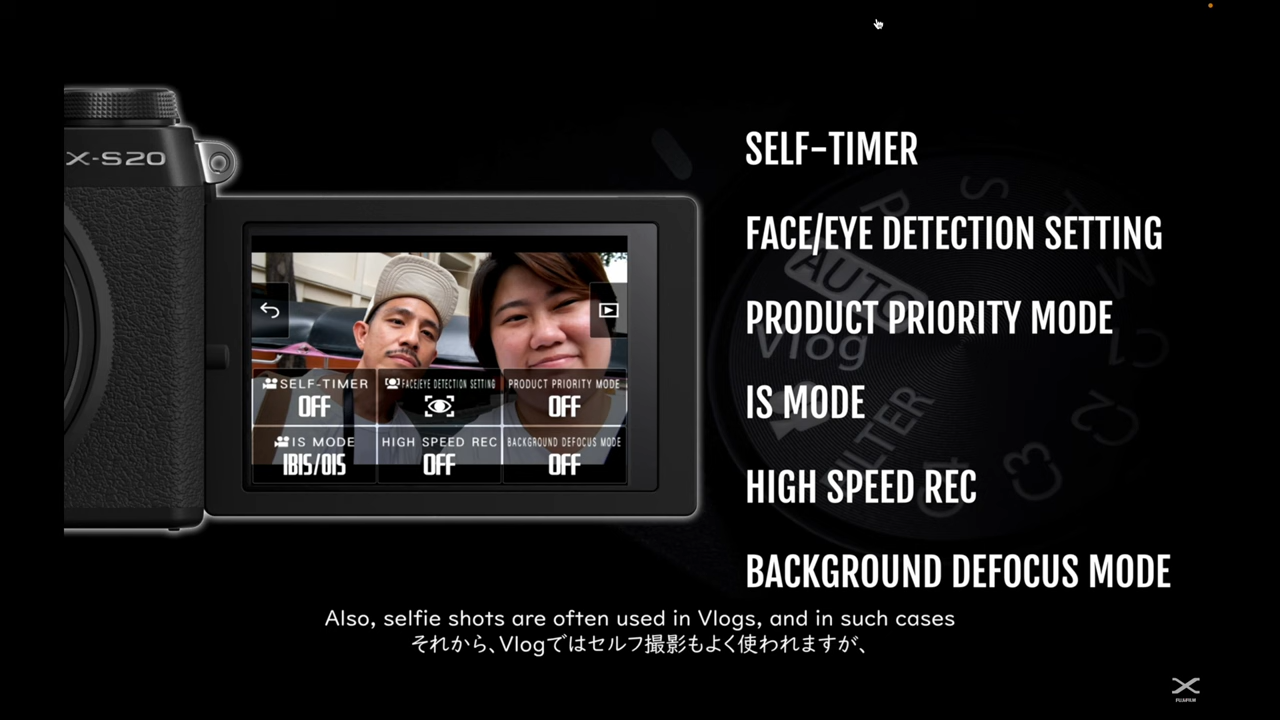 X-S20
SELF-TIMER
OFF
FACE/EYE DETECTION SETTING
PRODUCT PRIORITY MODE
OFF
IS MODE
IBIS/OIS
HIGH SPEED REC
OFF
BACKGROUND DEFOCUS MODE
OFF
SELF-TIMER
FACE/EYE DETECTION SETTING
PRODUCT PRIORITY MODE
IS MODE
HIGH SPEED REC
BACKGROUND DEFOCUS MODE
P
S
M
AUTO
Vlog
FILTER
C1
C2
C3
C4
Also, selfie shots are often used in Vlogs, and in such cases
それから、Vlogではセルフ撮影もよく使われますが、
X
FUJIFILM